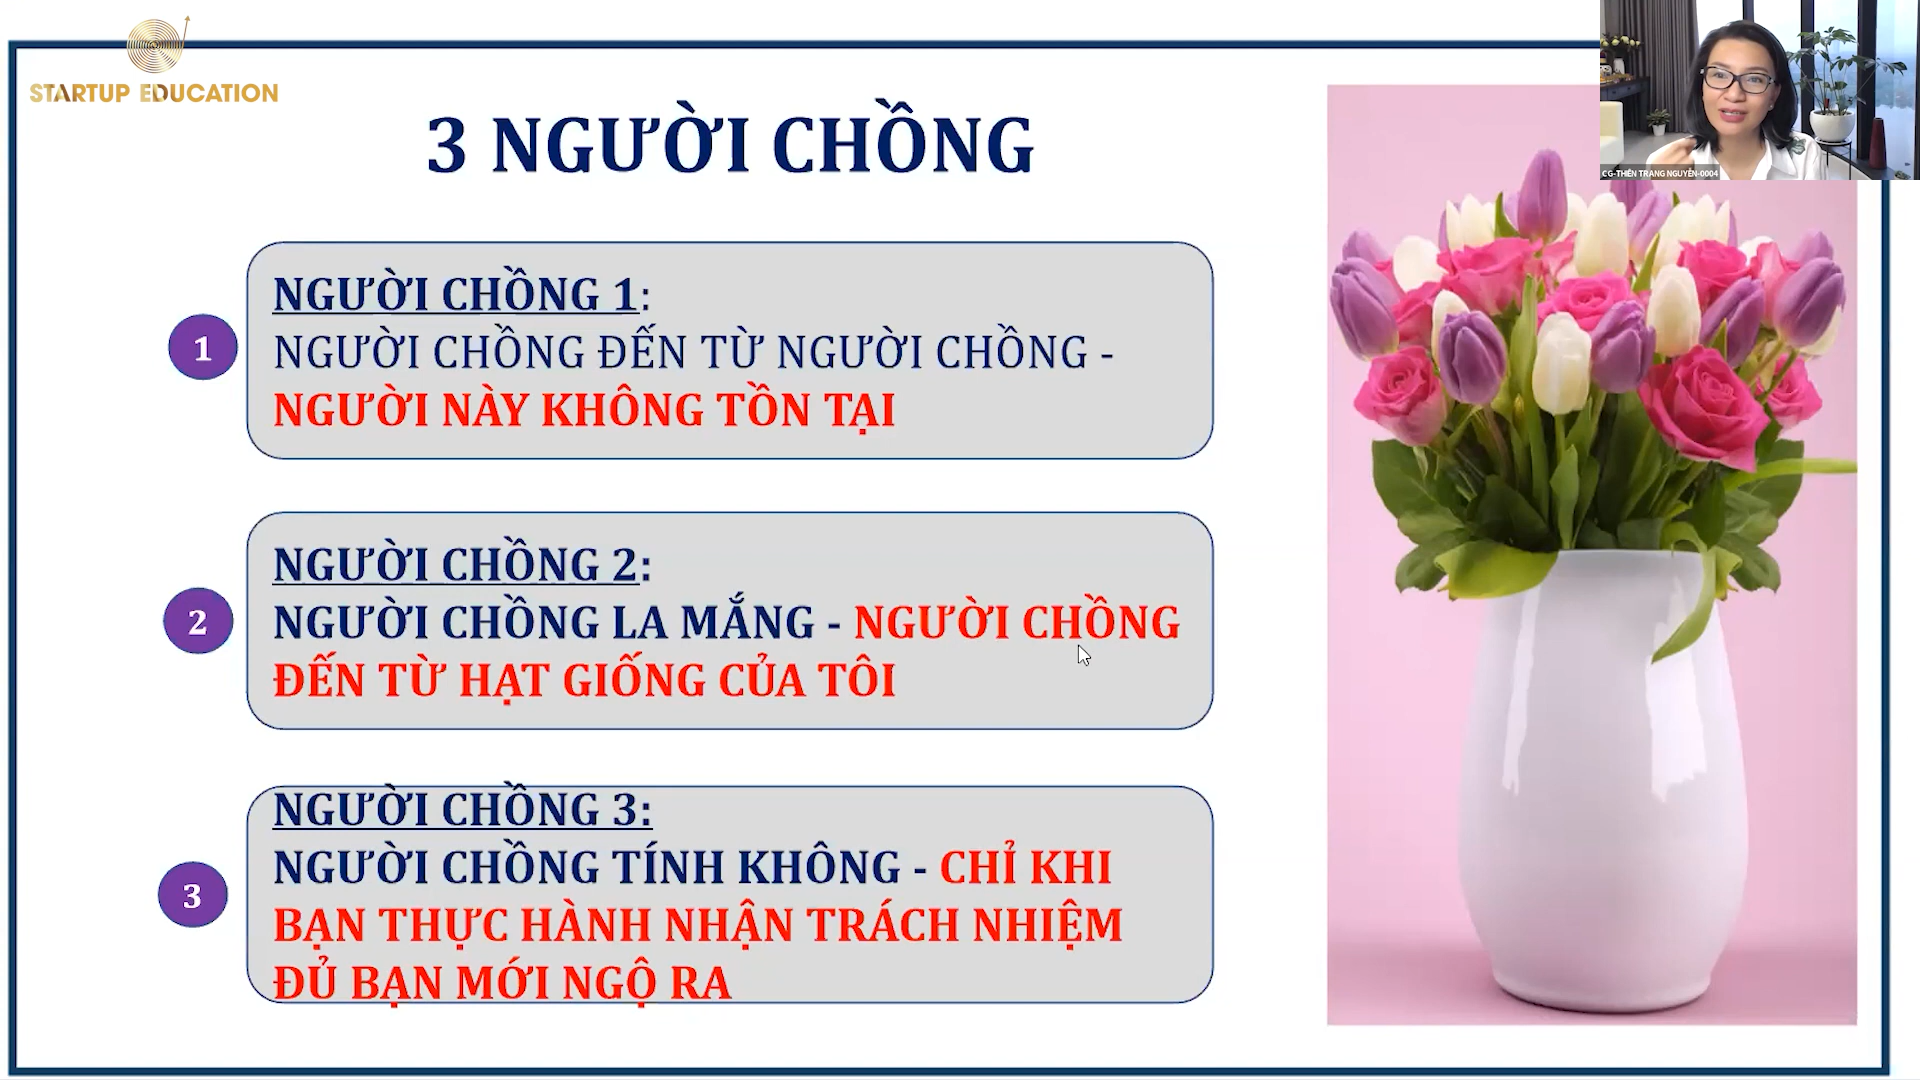 STARTUP EDUCATION
CG-THIÊN TRANG NGUYỄN-0004
3 NGƯỜI CHỒNG
1
NGƯỜI CHỒNG 1:
NGƯỜI CHỒNG ĐẾN TỪ NGƯỜI CHỒNG -
NGƯỜI NÀY KHÔNG TỒN TẠI
2
NGƯỜI CHỒNG 2:
NGƯỜI CHỒNG LA MẮNG - NGƯỜI CHỒNG
ĐẾN TỪ HẠT GIỐNG CỦA TÔI
3
NGƯỜI CHỒNG 3:
NGƯỜI CHỒNG TÍNH KHÔNG - CHỈ KHI
BẠN THỰC HÀNH NHẬN TRÁCH NHIỆM
ĐỦ BẠN MỚI NGỘ RA